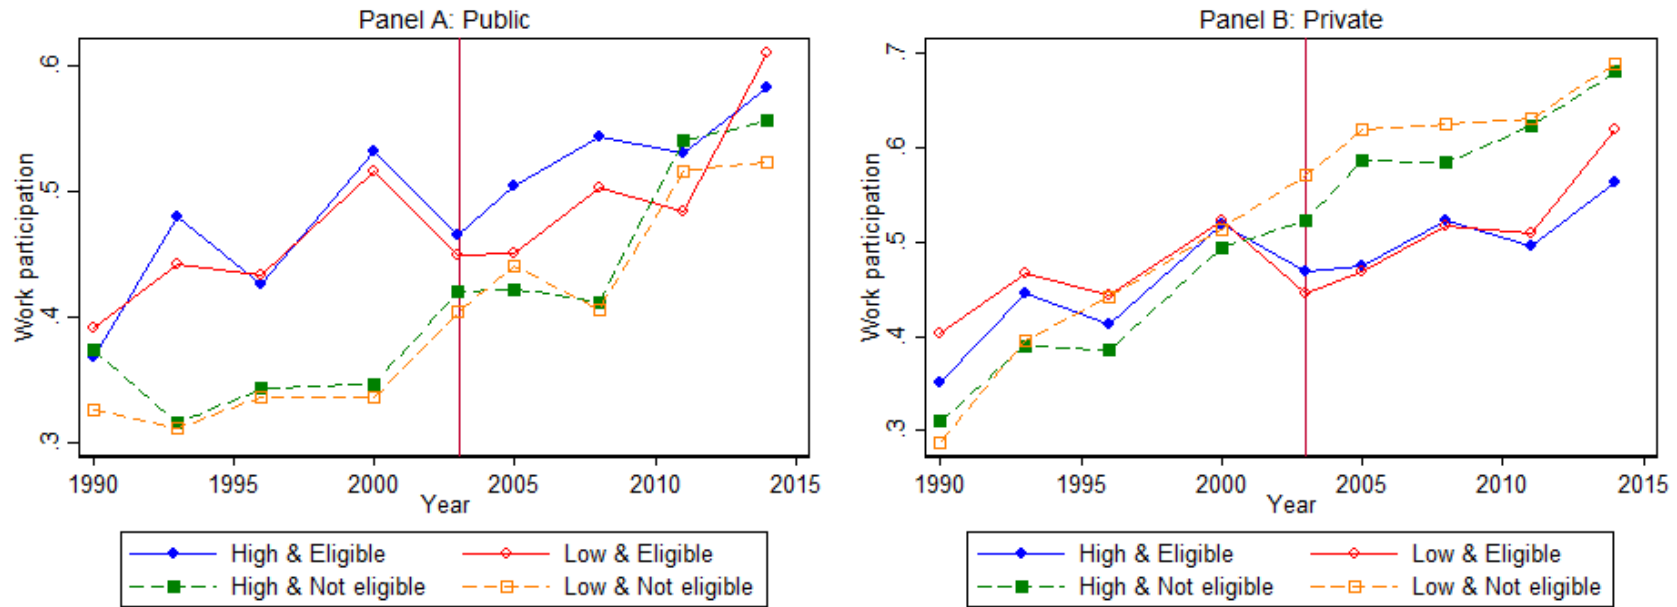 Panel A: Public
Work participation
.6
.5
.4
.3
1990 1995 2000 2005 2010 2015
Year
High & Eligible Low & Eligible
High & Not eligible Low & Not eligible
Panel B: Private
Work participation
.7
.6
.5
.4
.3
1990 1995 2000 2005 2010 2015
Year
High & Eligible Low & Eligible
High & Not eligible Low & Not eligible